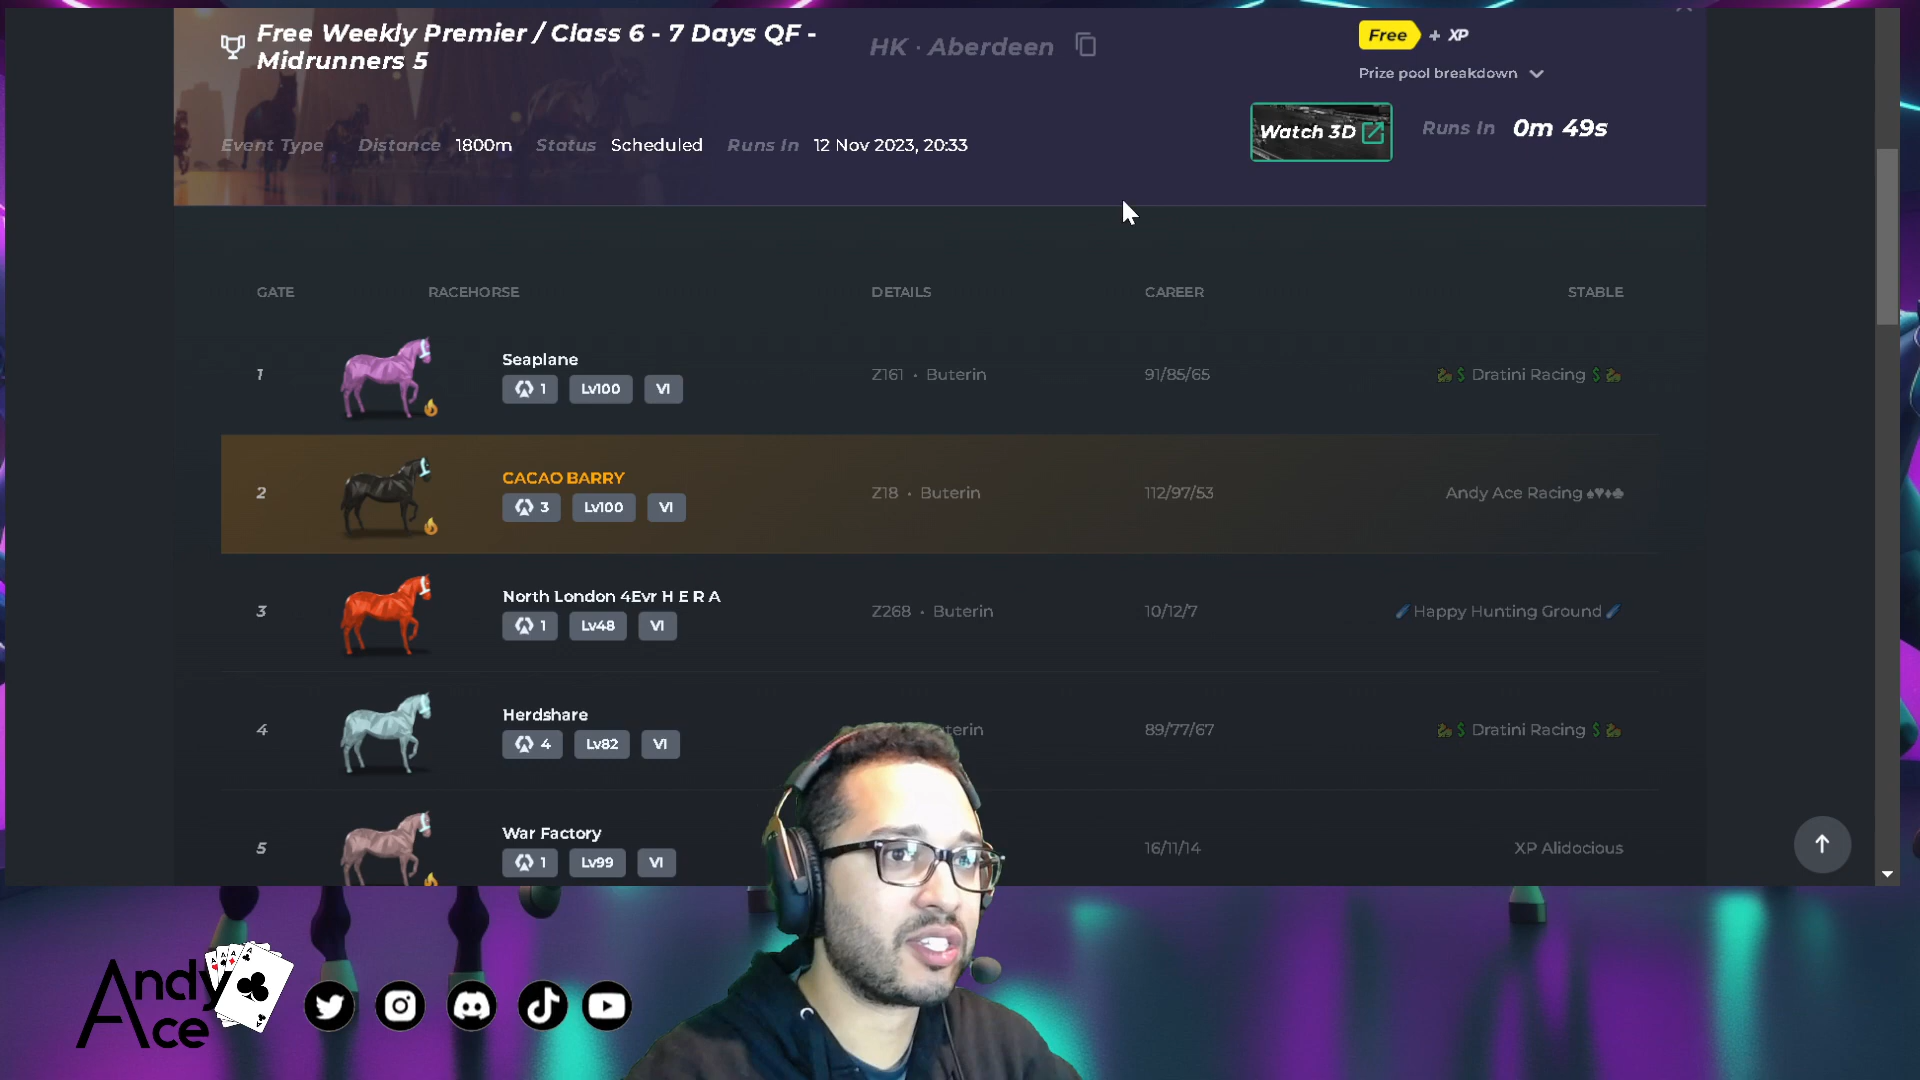 Free Weekly Premier / Class 6 - 7 Days QF -
Midrunners 5
HK · Aberdeen
Free + XP
Prize pool breakdown
Event Type Distance 1800m Status Scheduled Runs In 12 Nov 2023, 20:33
Watch 3D
Runs In 0m 49s
GATE RACEHORSE DETAILS CAREER STABLE
1 Seaplane Z161 • Buterin 91/85/65 $ Dratini Racing $
1 Lv100 VI
2 CACAO BARRY Z18 • Buterin 112/97/53 Andy Ace Racing ♠♥♦♣
3 Lv100 VI
3 North London 4Evr H E R A Z268 • Buterin 10/12/7 Happy Hunting Ground
1 Lv48 VI
4 Herdshare 89/77/67 $ Dratini Racing $
4 Lv82 VI
5 War Factory 16/11/14 XP Alidocious
1 Lv99 VI
Andy
Ace